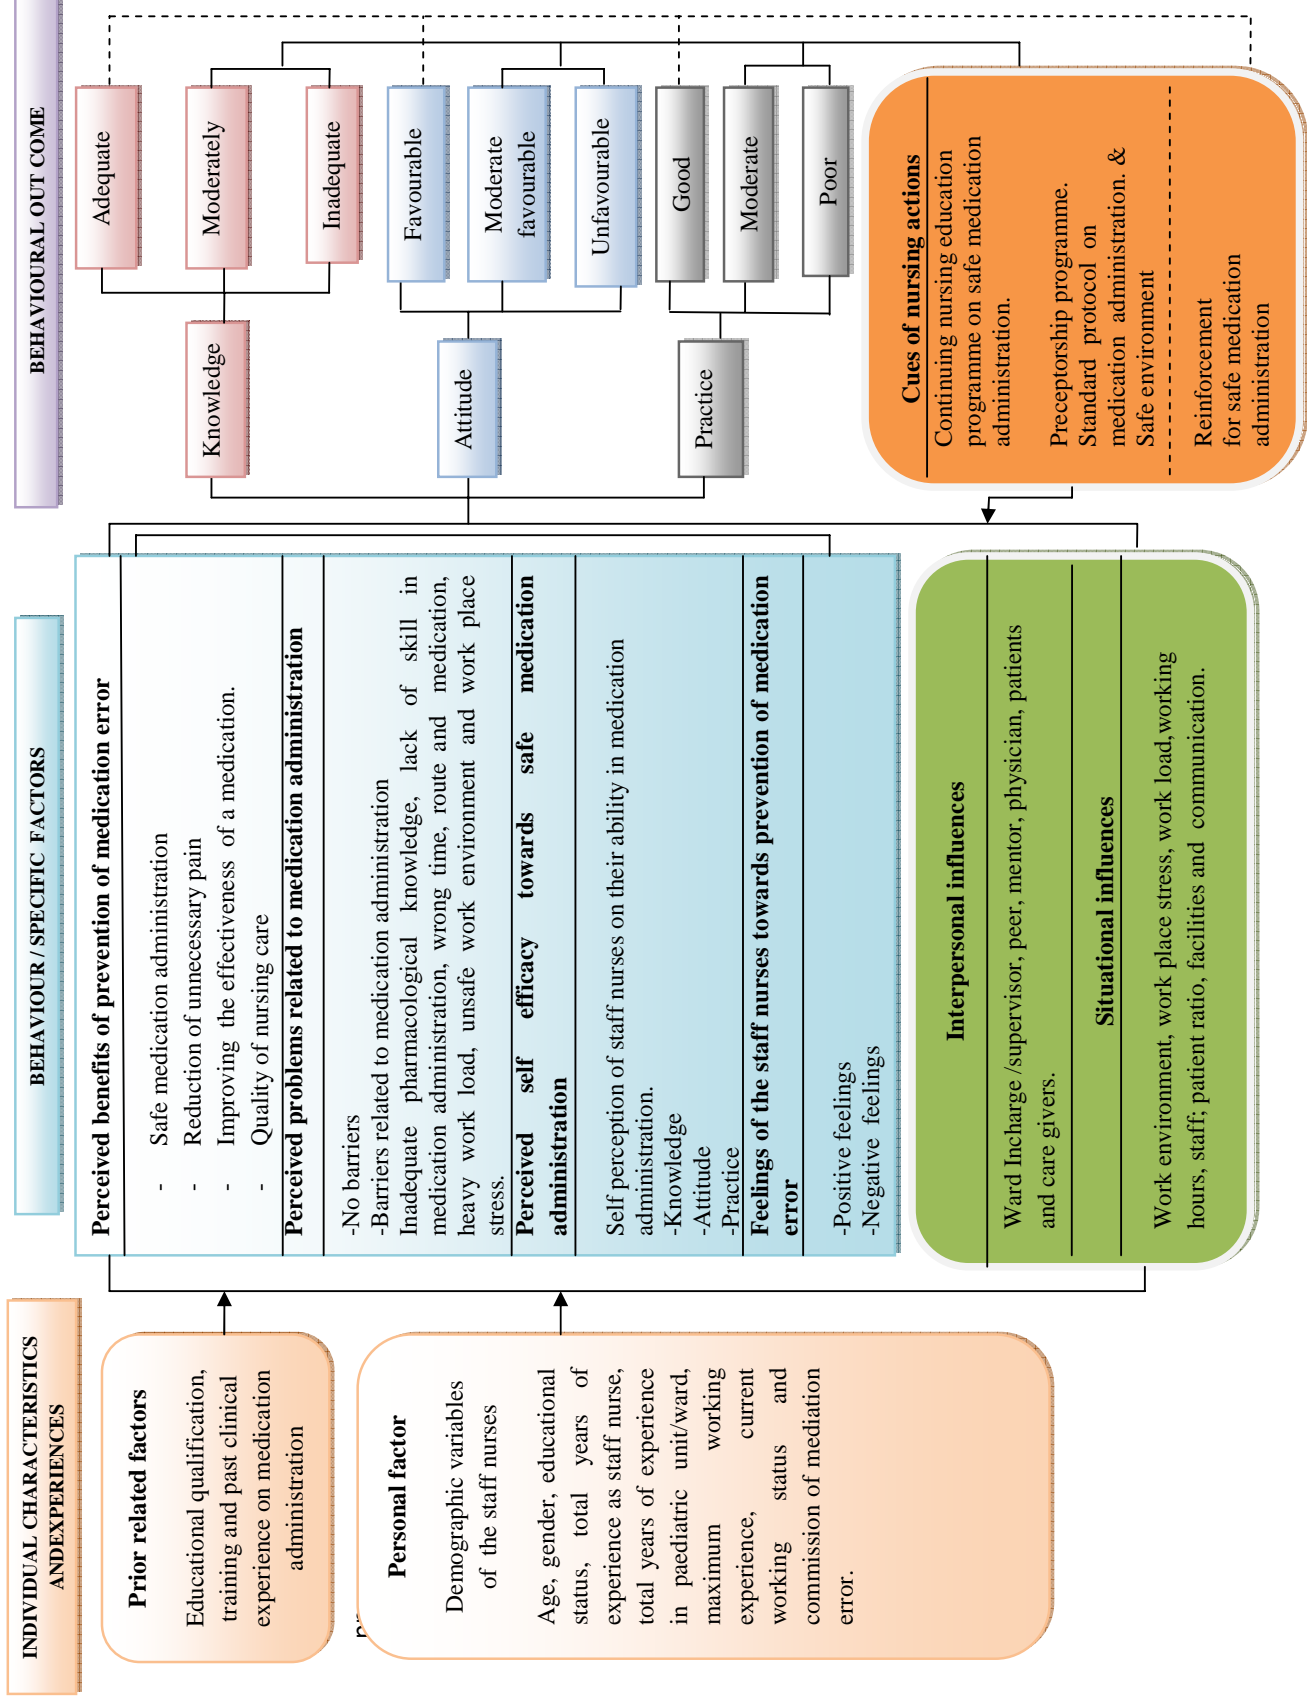 INDIVIDUAL CHARACTERISTICS
ANDEXPERIENCES
Prior related factors
Educational qualification,
training and past clinical
experience on medication
administration
Personal factor
Demographic variables
of the staff nurses
Age, gender, educational
status, total years of
experience as staff nurse,
total years of experience
in paediatric unit/ward,
maximum working
experience, current
working status and
commission of mediation
error.
BEHAVIOUR / SPECIFIC FACTORS
Perceived benefits of prevention of medication error
- Safe medication administration
- Reduction of unnecessary pain
- Improving the effectiveness of a medication.
- Quality of nursing care
Perceived problems related to medication administration
-No barriers
-Barriers related to medication administration
Inadequate pharmacological knowledge, lack of skill in
medication administration, wrong time, route and medication,
heavy work load, unsafe work environment and work place
stress.
Perceived self efficacy towards safe medication
administration
Self perception of staff nurses on their ability in medication
administration.
-Knowledge
-Attitude
-Practice
Feelings of the staff nurses towards prevention of medication
error
-Positive feelings
-Negative feelings
Interpersonal influences
Ward Incharge /supervisor, peer, mentor, physician, patients
and care givers.
Situational influences
Work environment, work place stress, work load,working
hours, staff; patient ratio, facilities and communication.
BEHAVIOURAL OUT COME
Knowledge
Adequate
Moderately
Inadequate
Attitude
Favourable
Moderate
favourable
Unfavourable
Practice
Good
Moderate
Poor
Cues of nursing actions
Continuing nursing education
programme on safe medication
administration.
Preceptorship programme.
Standard protocol on
medication administration. &
Safe environment
Reinforcement
for safe medication
administration